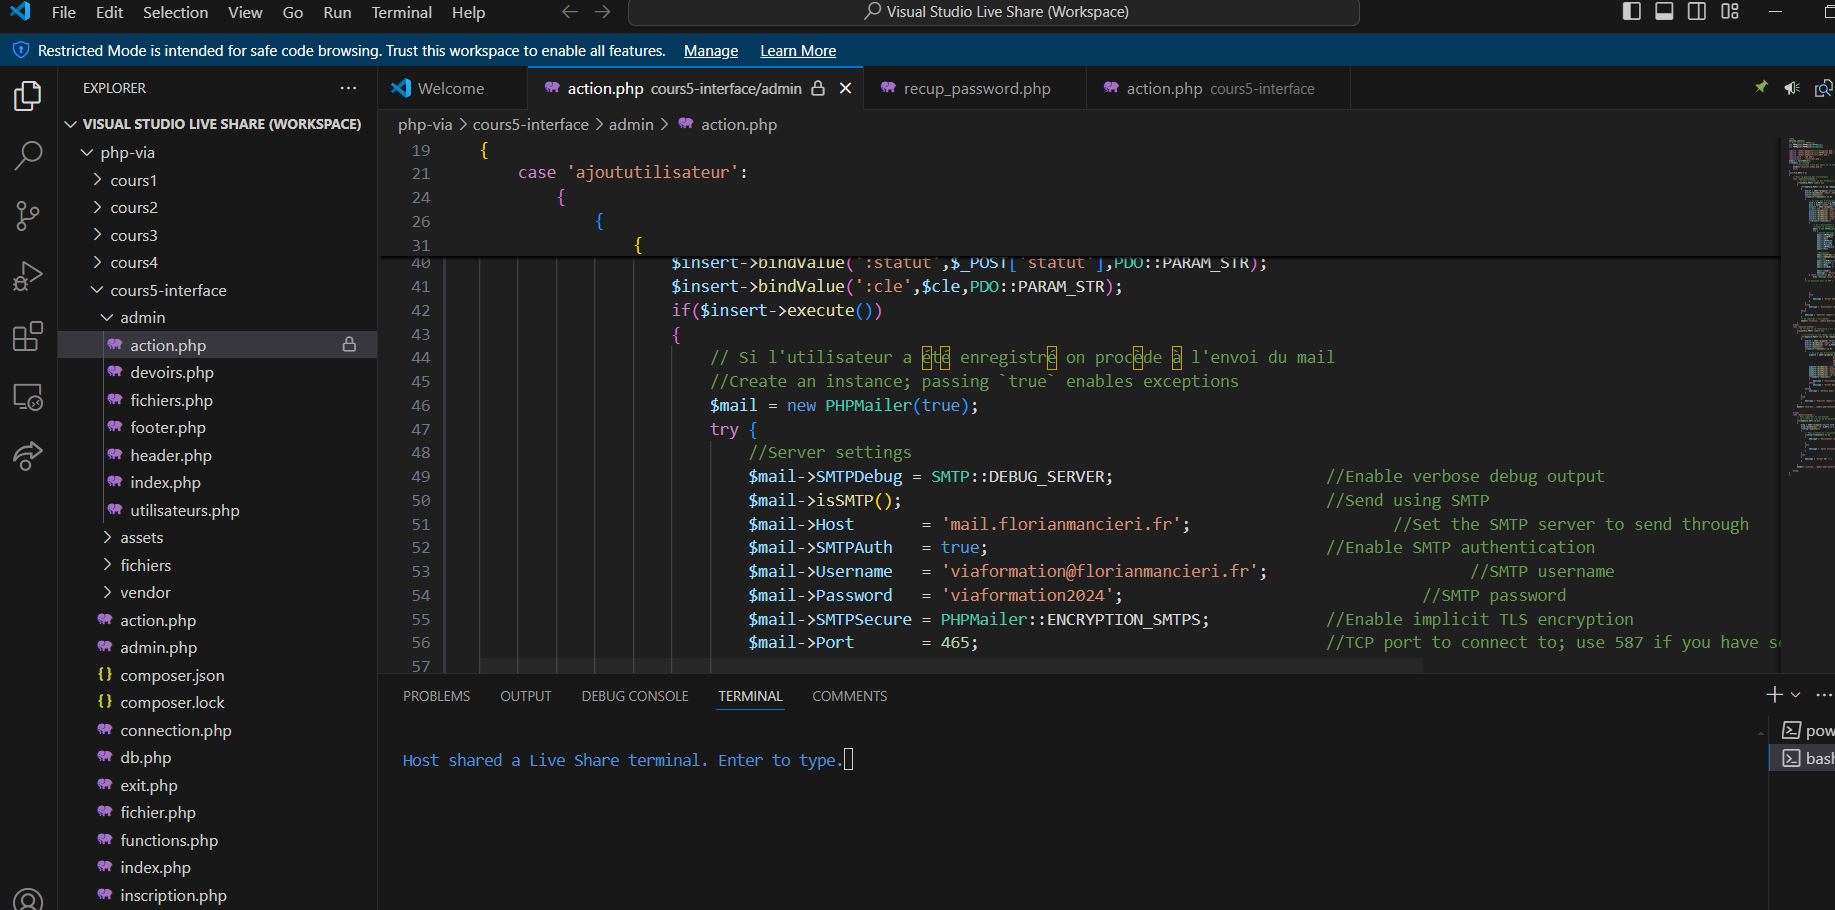 File Edit Selection View Go Run Terminal Help
Visual Studio Live Share (Workspace)
Restricted Mode is intended for safe code browsing. Trust this workspace to enable all features. Manage Learn More
EXPLORER
VISUAL STUDIO LIVE SHARE (WORKSPACE)
php-via
cours1
cours2
cours3
cours4
cours5-interface
admin
action.php
devoirs.php
fichiers.php
footer.php
header.php
index.php
utilisateurs.php
assets
fichiers
vendor
action.php
admin.php
{} composer.json
{} composer.lock
connection.php
db.php
exit.php
fichier.php
functions.php
index.php
inscription.php
Welcome
action.php cours5-interface/admin
recup_password.php
action.php cours5-interface
php-via > cours5-interface > admin > action.php
19 {
21 case 'ajoututilisateur':
24 {
26 {
31 {
40 $insert->bindValue(':statut',$_POST['statut'],PDO::PARAM_STR);
41 $insert->bindValue(':cle',$cle,PDO::PARAM_STR);
42 if($insert->execute())
43 {
44 // Si l'utilisateur a été enregistré on procède à l'envoi du mail
45 //Create an instance; passing `true` enables exceptions
46 $mail = new PHPMailer(true);
47 try {
48 //Server settings
49 $mail->SMTPDebug = SMTP::DEBUG_SERVER; //Enable verbose debug output
50 $mail->isSMTP(); //Send using SMTP
51 $mail->Host = 'mail.florianmancieri.fr'; //Set the SMTP server to send through
52 $mail->SMTPAuth = true; //Enable SMTP authentication
53 $mail->Username = 'viaformation@florianmancieri.fr'; //SMTP username
54 $mail->Password = 'viaformation2024'; //SMTP password
55 $mail->SMTPSecure = PHPMailer::ENCRYPTION_SMTPS; //Enable implicit TLS encryption
56 $mail->Port = 465; //TCP port to connect to; use 587 if you have
57
PROBLEMS OUTPUT DEBUG CONSOLE TERMINAL COMMENTS
Host shared a Live Share terminal. Enter to type.
pow
bash